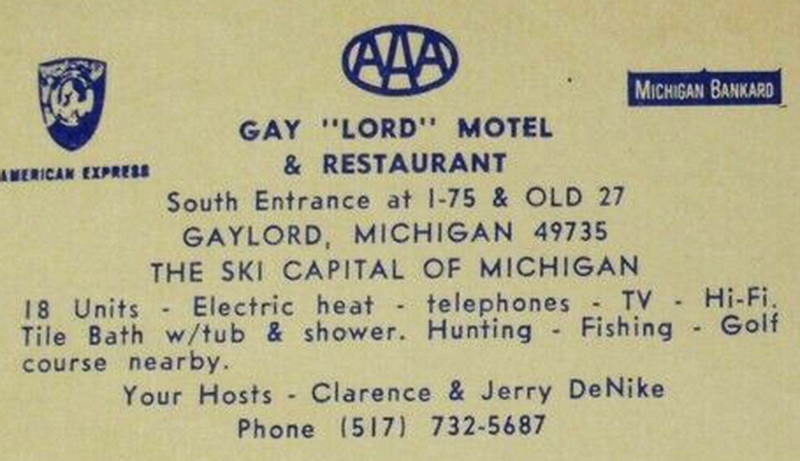 AAA
AMERICAN EXPRESS
MICHIGAN BANKARD
GAY "LORD" MOTEL
& RESTAURANT
South Entrance at I-75 & OLD 27
GAYLORD, MICHIGAN 49735
THE SKI CAPITAL OF MICHIGAN
18 Units - Electric heat - telephones - TV - Hi-Fi.
Tile Bath w/tub & shower. Hunting - Fishing - Golf
course nearby.
Your Hosts - Clarence & Jerry DeNike
Phone (517) 732-5687